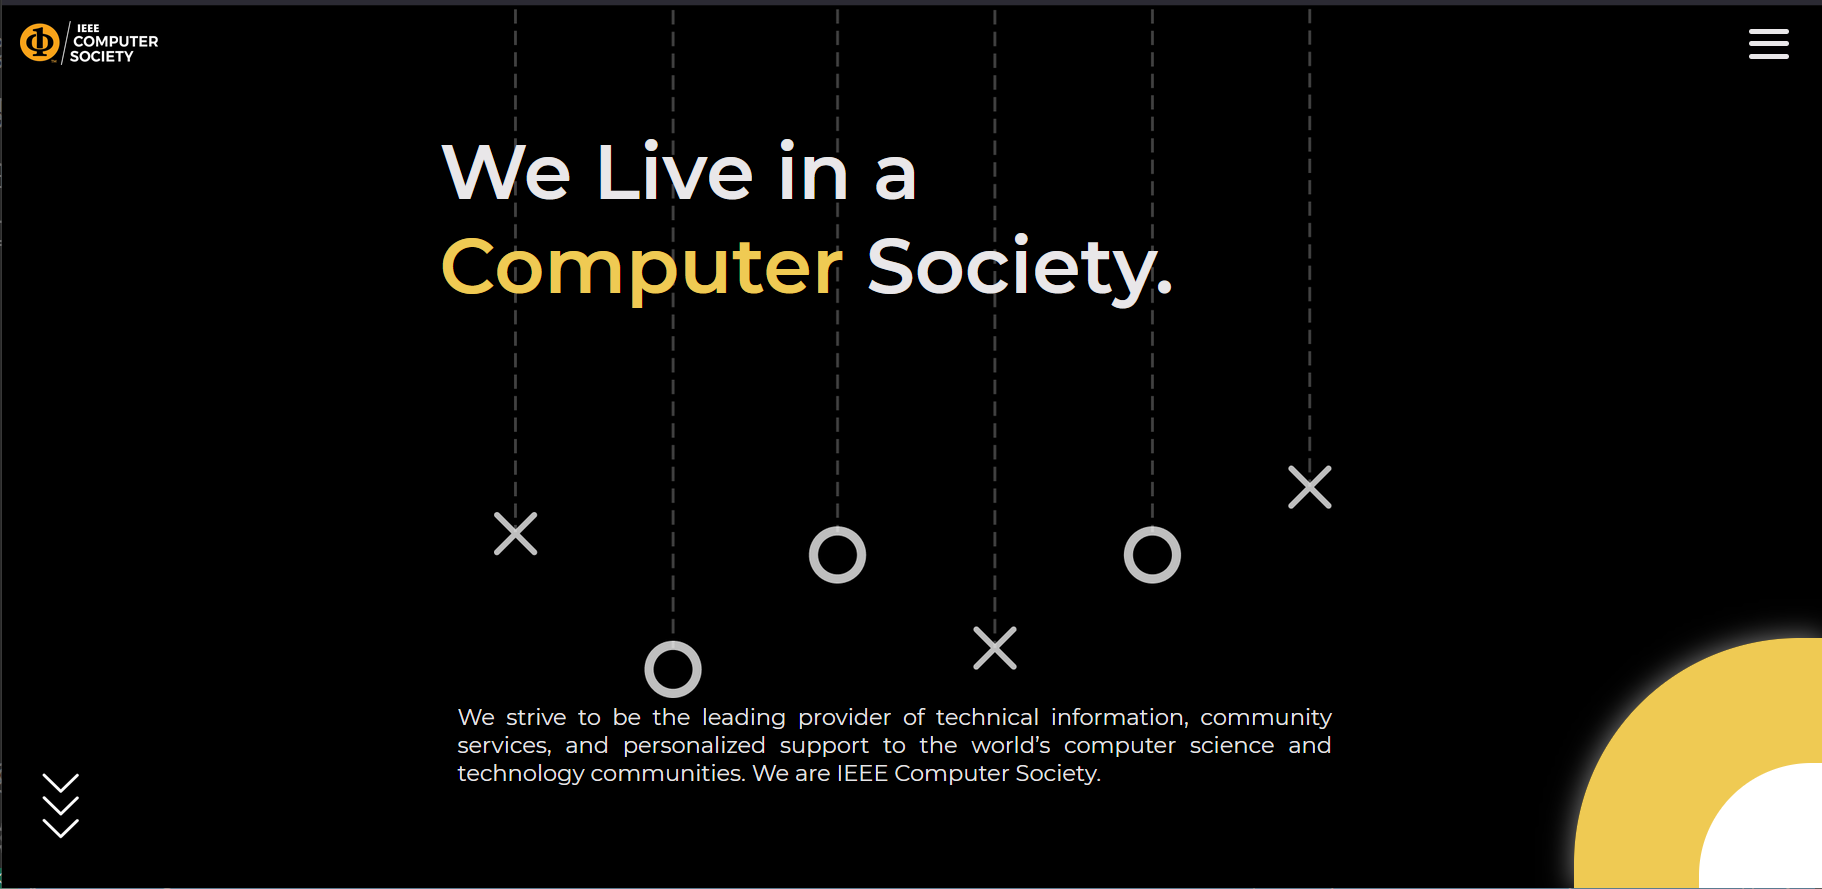 IEEE
COMPUTER
SOCIETY
We Live in a
Computer Society.
We strive to be the leading provider of technical information, community
services, and personalized support to the world’s computer science and
technology communities. We are IEEE Computer Society.